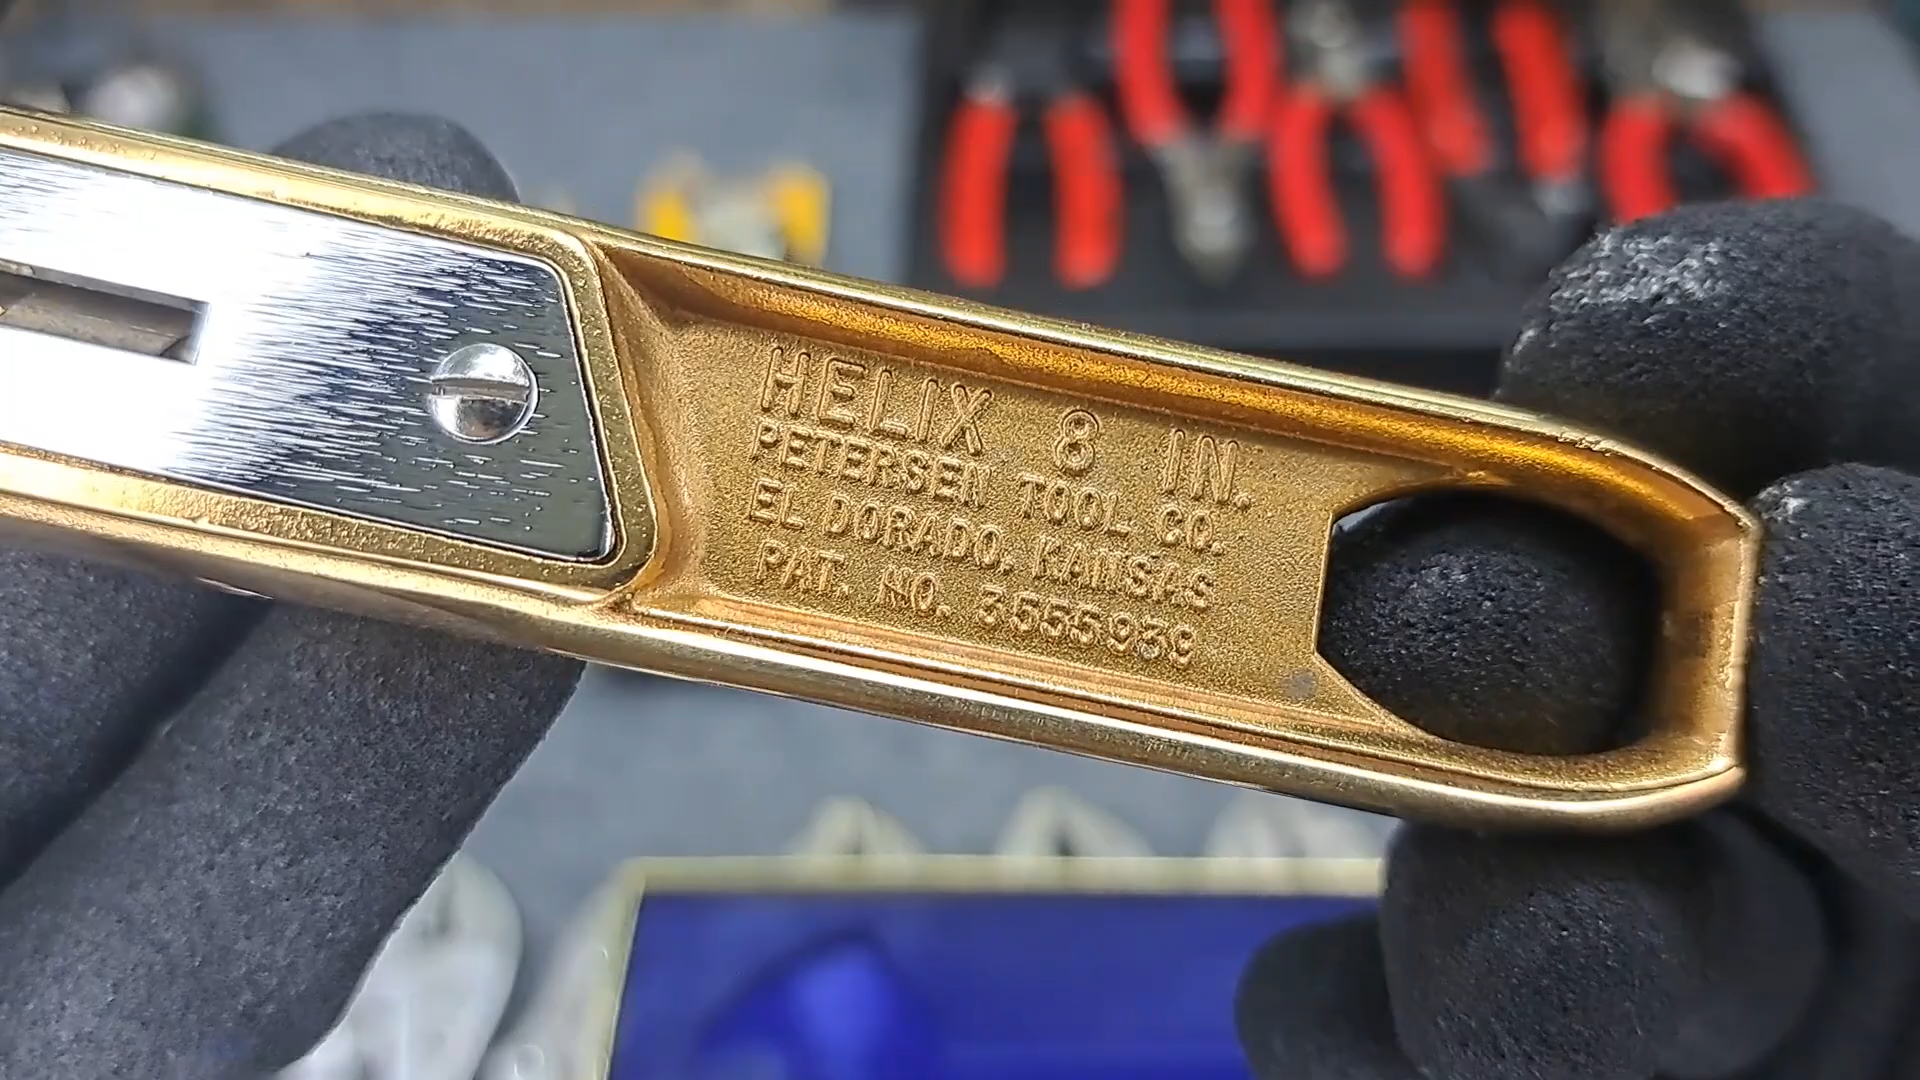 HELIX 8 IN.
PETERSEN TOOL CO.
EL DORADO, KANSAS
PAT. NO. 3555939